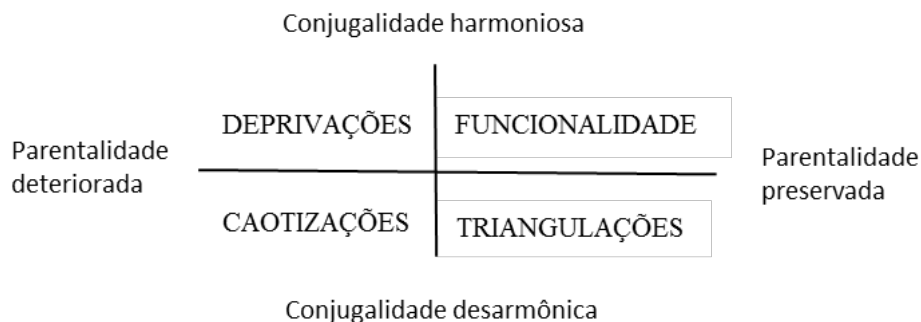 Conjugalidade harmoniosa
DEPRIVAÇÕES
FUNCIONALIDADE
Parentalidade
deteriorada
Parentalidade
preservada
CAOTIZAÇÕES
TRIANGULAÇÕES
Conjugalidade desarmônica